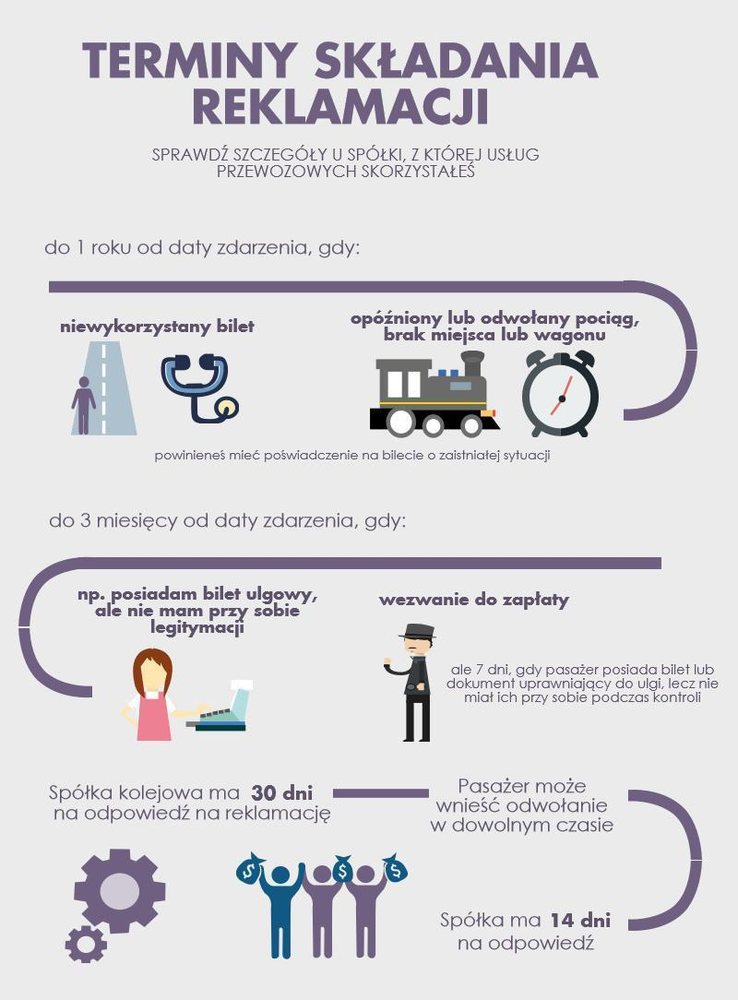 TERMINY SKŁADANIA
REKLAMACJI
SPRAWDŹ SZCZEGÓŁY U SPÓŁKI, Z KTÓREJ USŁUG
PRZEWOZOWYCH SKORZYSTAŁEŚ
do 1 roku od daty zdarzenia, gdy:
niewykorzystany bilet
opóźniony lub odwołany pociąg,
brak miejsca lub wagonu
powinieneś mieć poświadczenie na bilecie o zaistniałej sytuacji
do 3 miesięcy od daty zdarzenia, gdy:
np. posiadam bilet ulgowy,
ale nie mam przy sobie
legitymacji
wezwanie do zapłaty
ale 7 dni, gdy pasażer posiada bilet lub
dokument uprawniający do ulgi, lecz nie
miał ich przy sobie podczas kontroli
Spółka kolejowa ma 30 dni
na odpowiedź na reklamację
Pasażer może
wnieść odwołanie
w dowolnym czasie
$ $ $
Spółka ma 14 dni
na odpowiedź